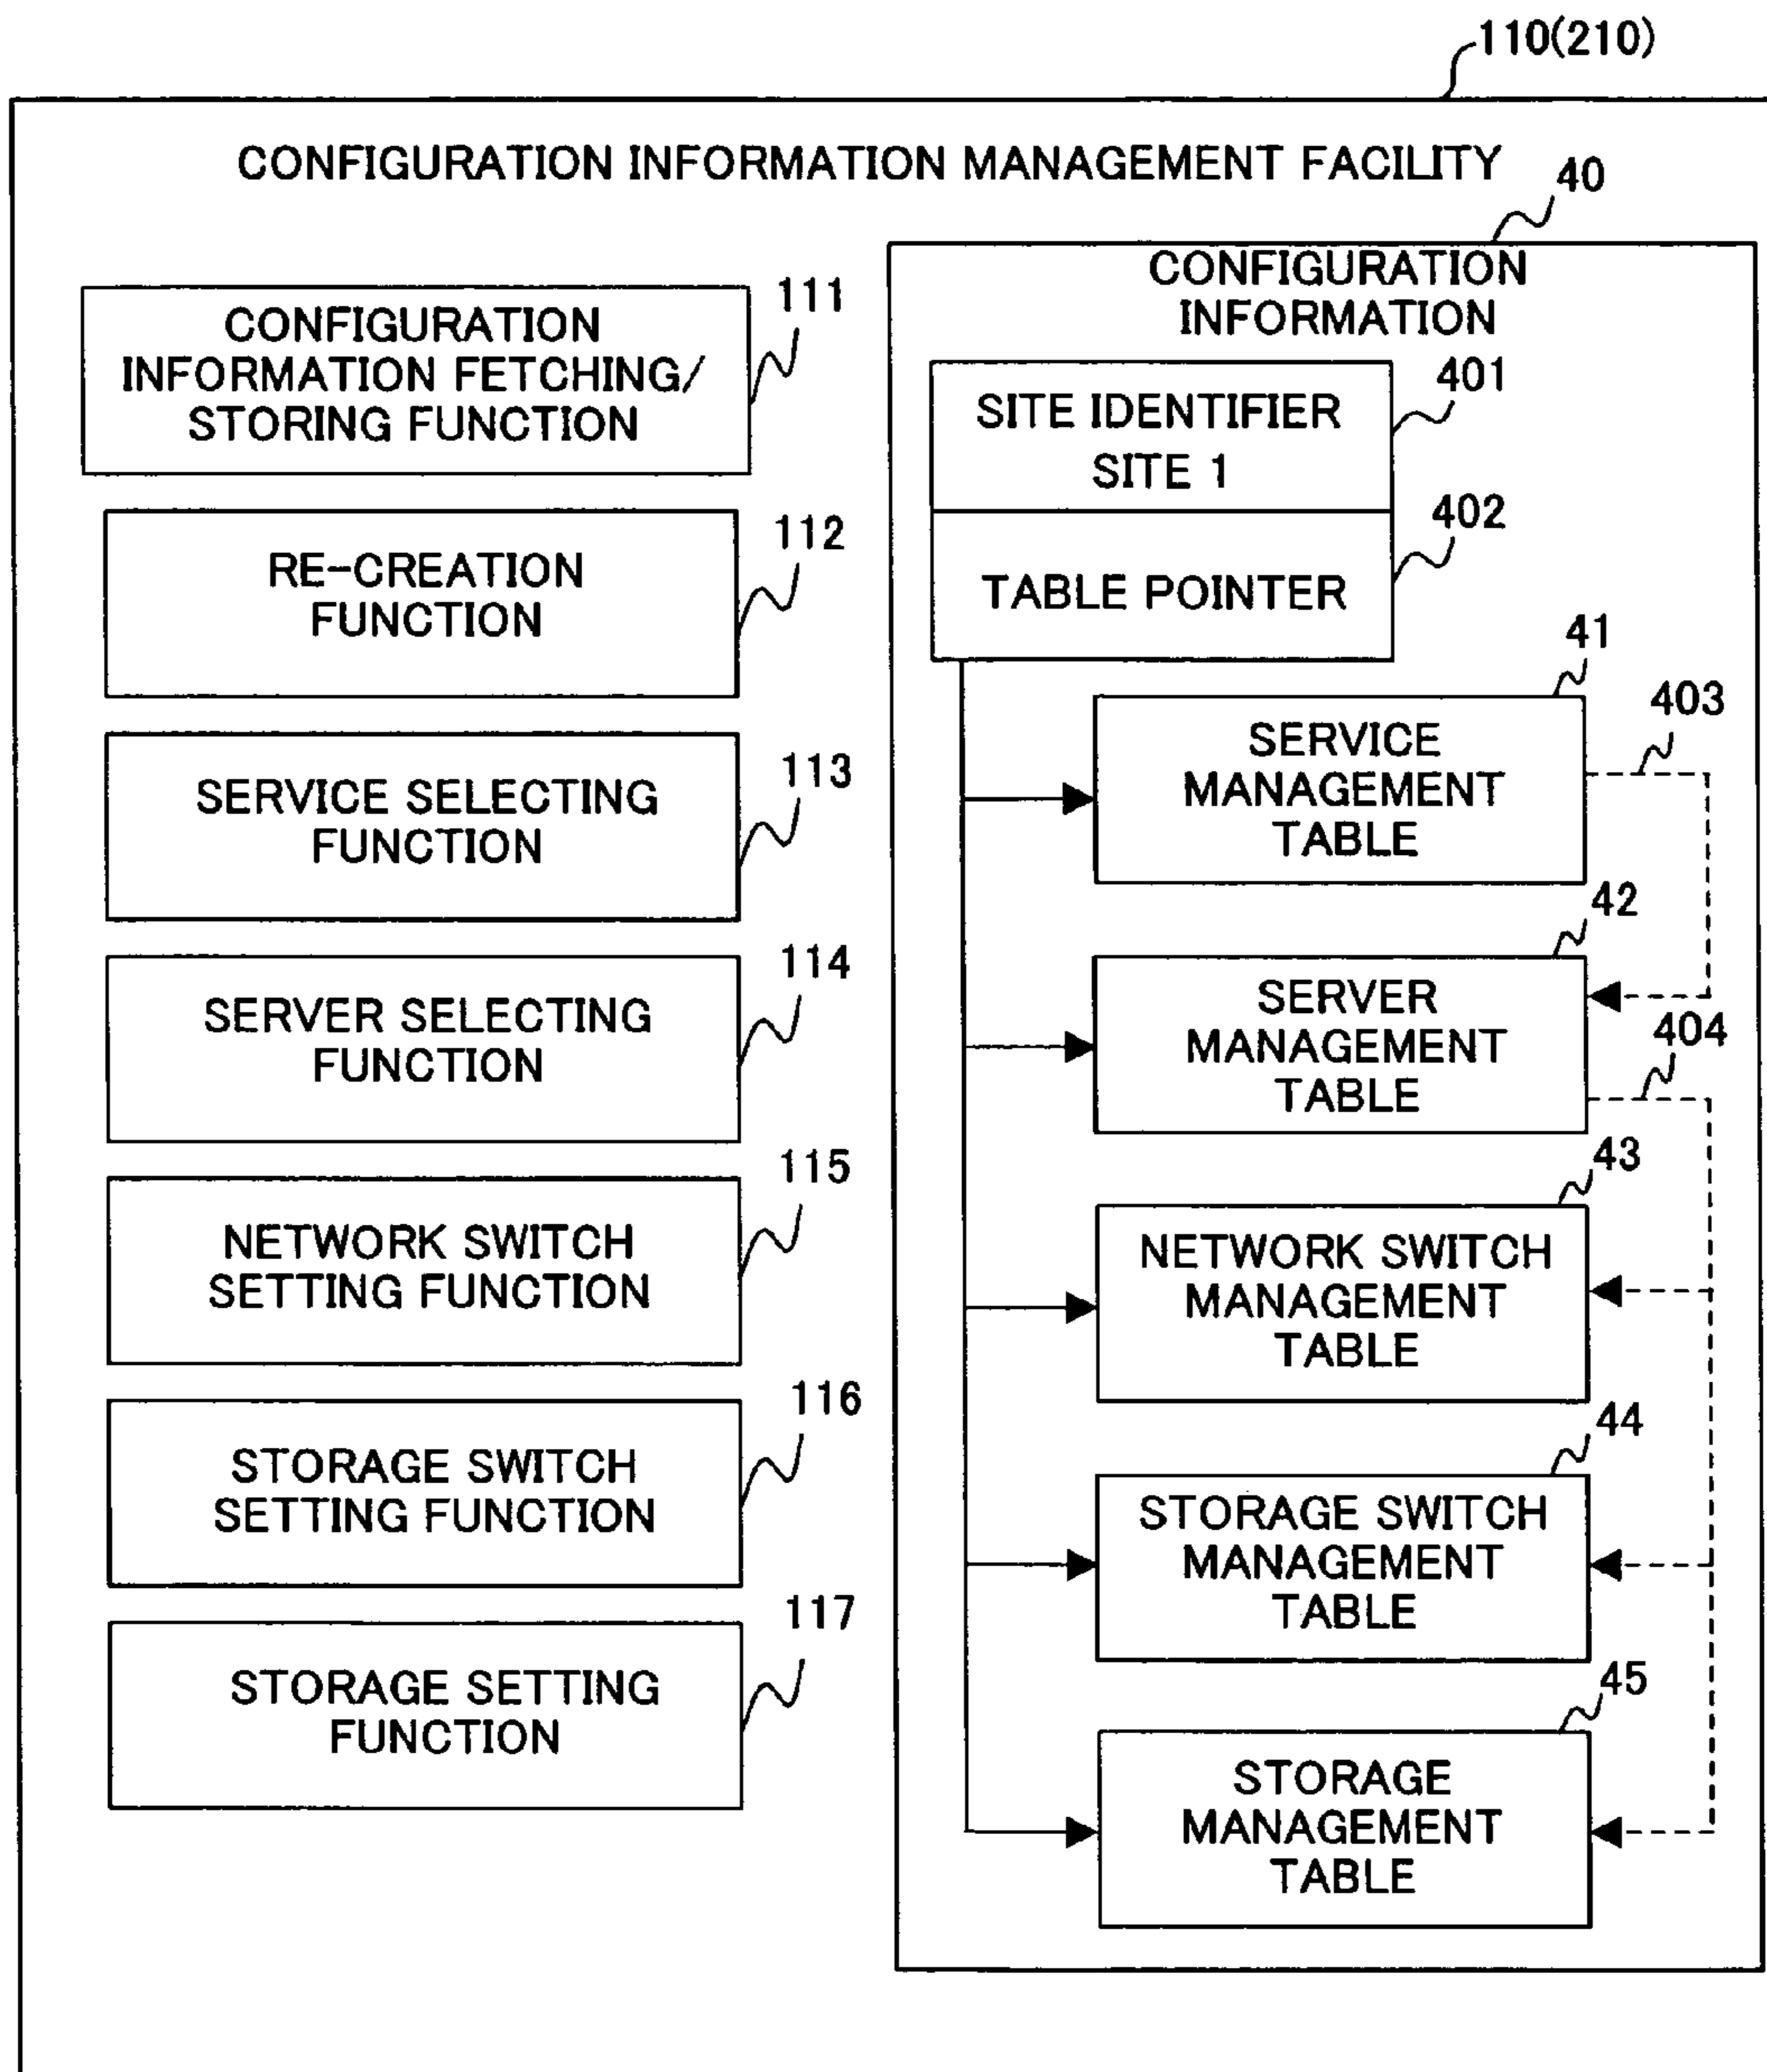 110(210)
CONFIGURATION INFORMATION MANAGEMENT FACILITY
40
CONFIGURATION
INFORMATION FETCHING/
STORING FUNCTION
111
RE-CREATION
FUNCTION
112
SERVICE SELECTING
FUNCTION
113
SERVER SELECTING
FUNCTION
114
NETWORK SWITCH
SETTING FUNCTION
115
STORAGE SWITCH
SETTING FUNCTION
116
STORAGE SETTING
FUNCTION
117
CONFIGURATION
INFORMATION
SITE IDENTIFIER
SITE 1
401
TABLE POINTER
402
SERVICE
MANAGEMENT
TABLE
41
403
SERVER
MANAGEMENT
TABLE
42
404
NETWORK SWITCH
MANAGEMENT
TABLE
43
STORAGE SWITCH
MANAGEMENT
TABLE
44
STORAGE
MANAGEMENT
TABLE
45